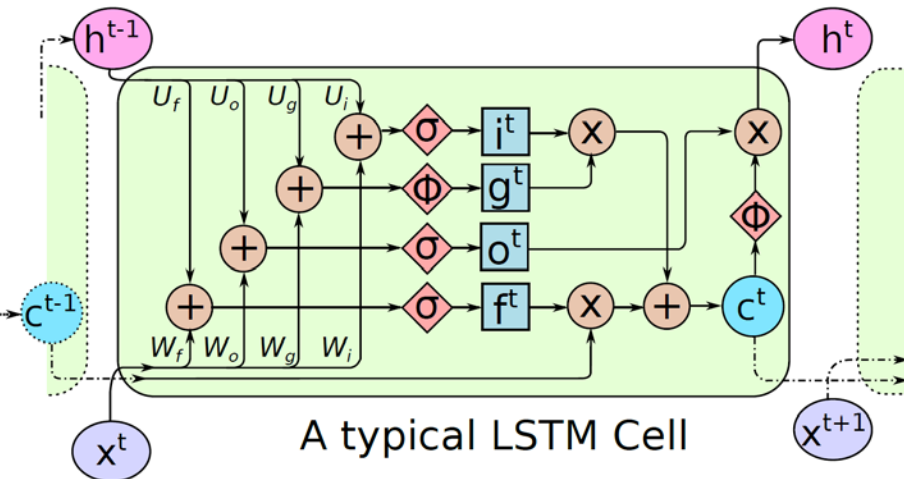 h^t-1
h^t
U_f U_o U_g U_i
+ σ i^t x x
+ Φ g^t
Φ
+ σ o^t
c^t-1
+ σ f^t x + c^t
W_f W_o W_g W_i
x^t
A typical LSTM Cell
x^t+1